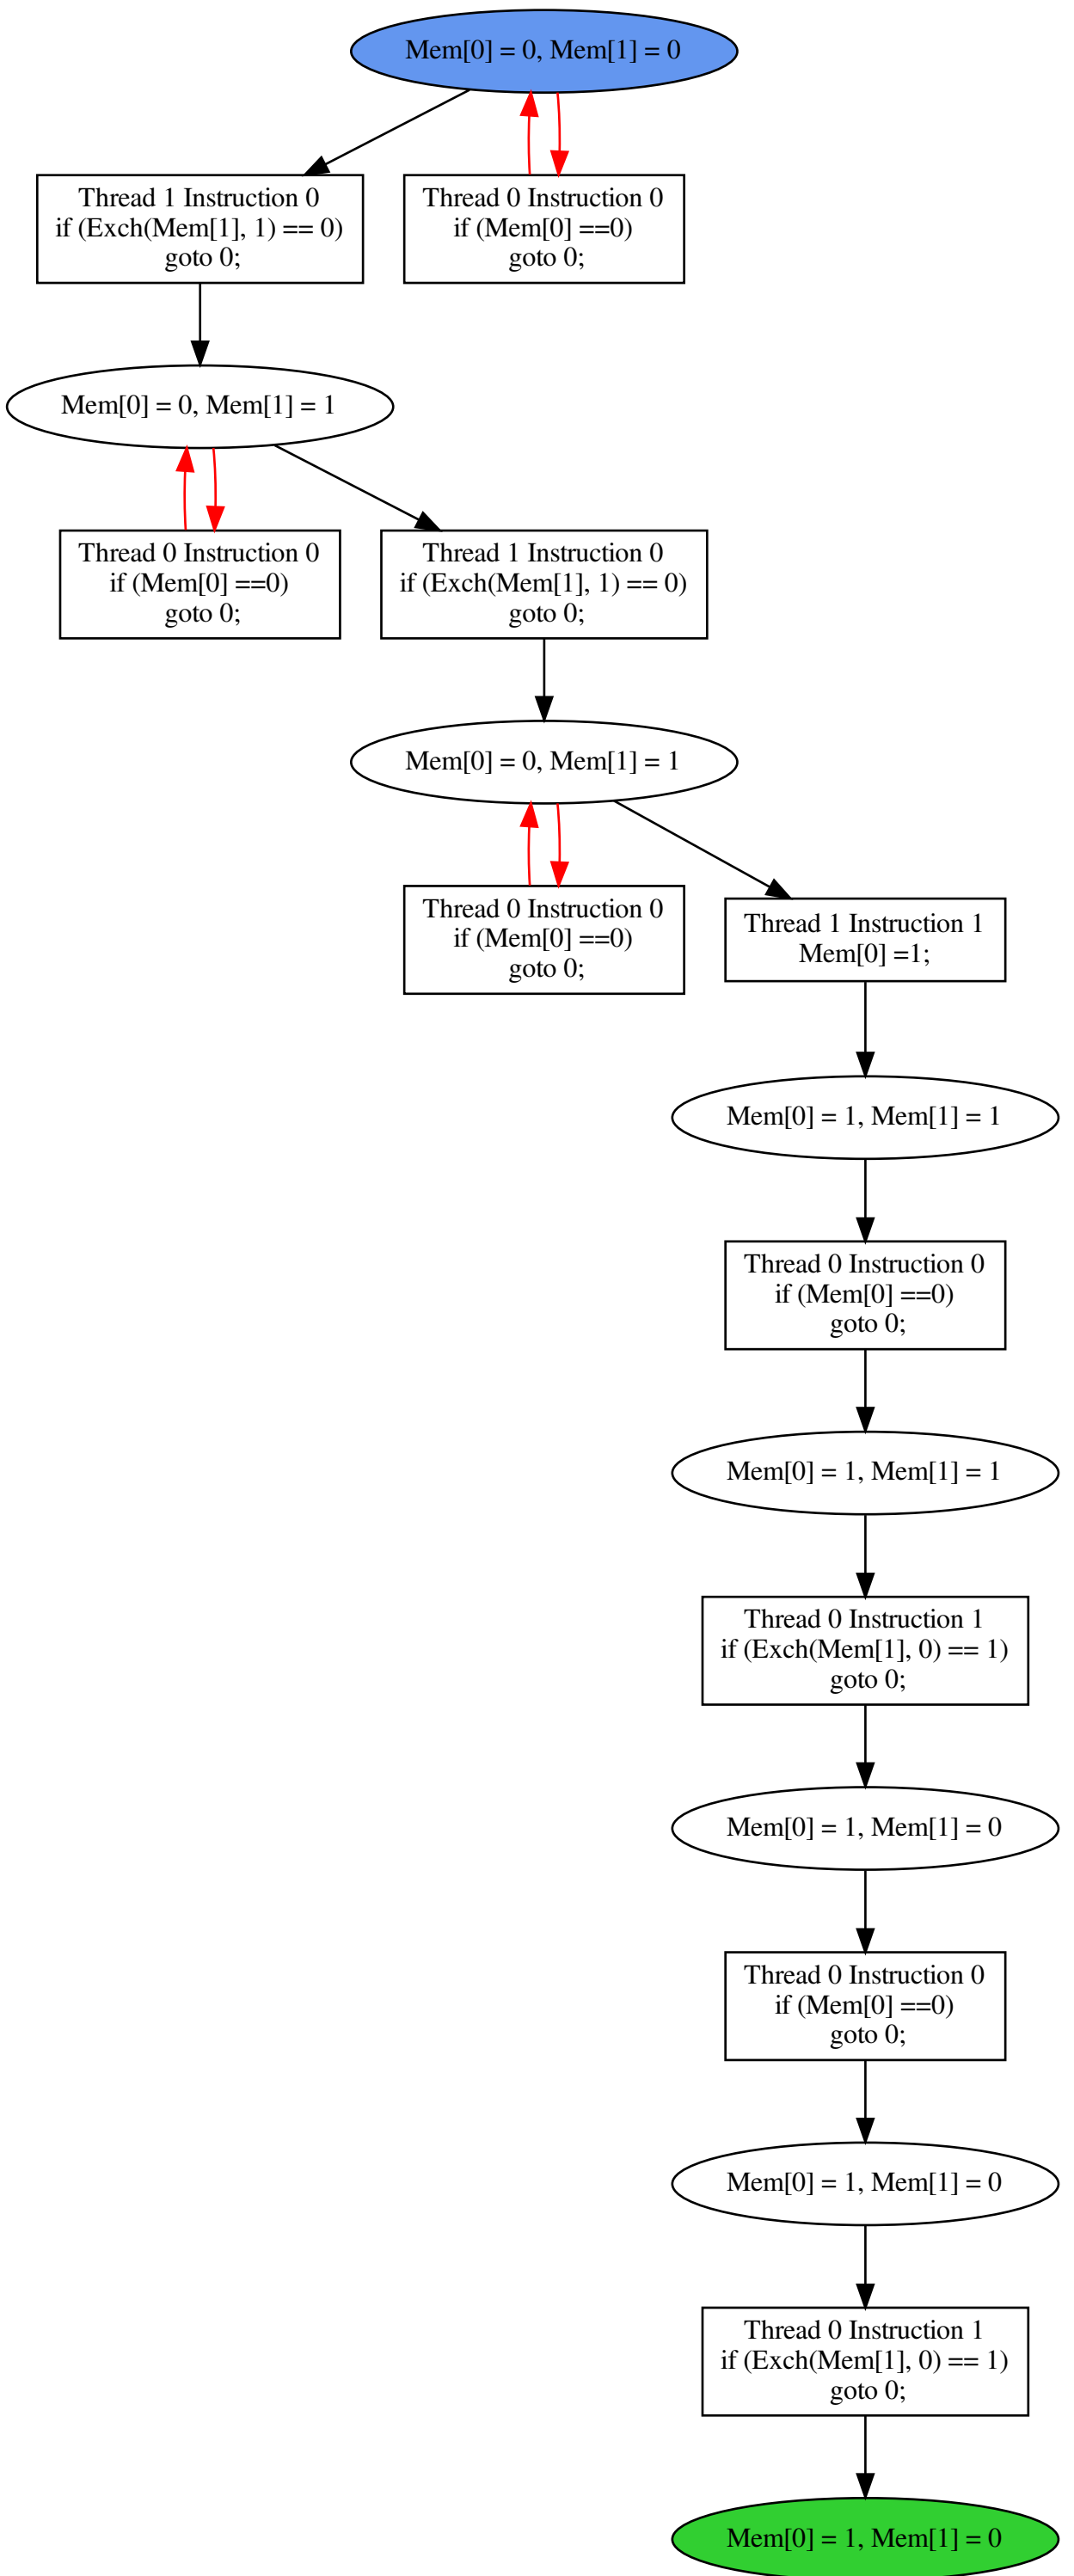 Mem[0] = 0, Mem[1] = 0
Thread 1 Instruction 0
if (Exch(Mem[1], 1) == 0)
goto 0;
Thread 0 Instruction 0
if (Mem[0] ==0)
goto 0;
Mem[0] = 0, Mem[1] = 1
Thread 0 Instruction 0
if (Mem[0] ==0)
goto 0;
Thread 1 Instruction 0
if (Exch(Mem[1], 1) == 0)
goto 0;
Mem[0] = 0, Mem[1] = 1
Thread 0 Instruction 0
if (Mem[0] ==0)
goto 0;
Thread 1 Instruction 1
Mem[0] =1;
Mem[0] = 1, Mem[1] = 1
Thread 0 Instruction 0
if (Mem[0] ==0)
goto 0;
Mem[0] = 1, Mem[1] = 1
Thread 0 Instruction 1
if (Exch(Mem[1], 0) == 1)
goto 0;
Mem[0] = 1, Mem[1] = 0
Thread 0 Instruction 0
if (Mem[0] ==0)
goto 0;
Mem[0] = 1, Mem[1] = 0
Thread 0 Instruction 1
if (Exch(Mem[1], 0) == 1)
goto 0;
Mem[0] = 1, Mem[1] = 0